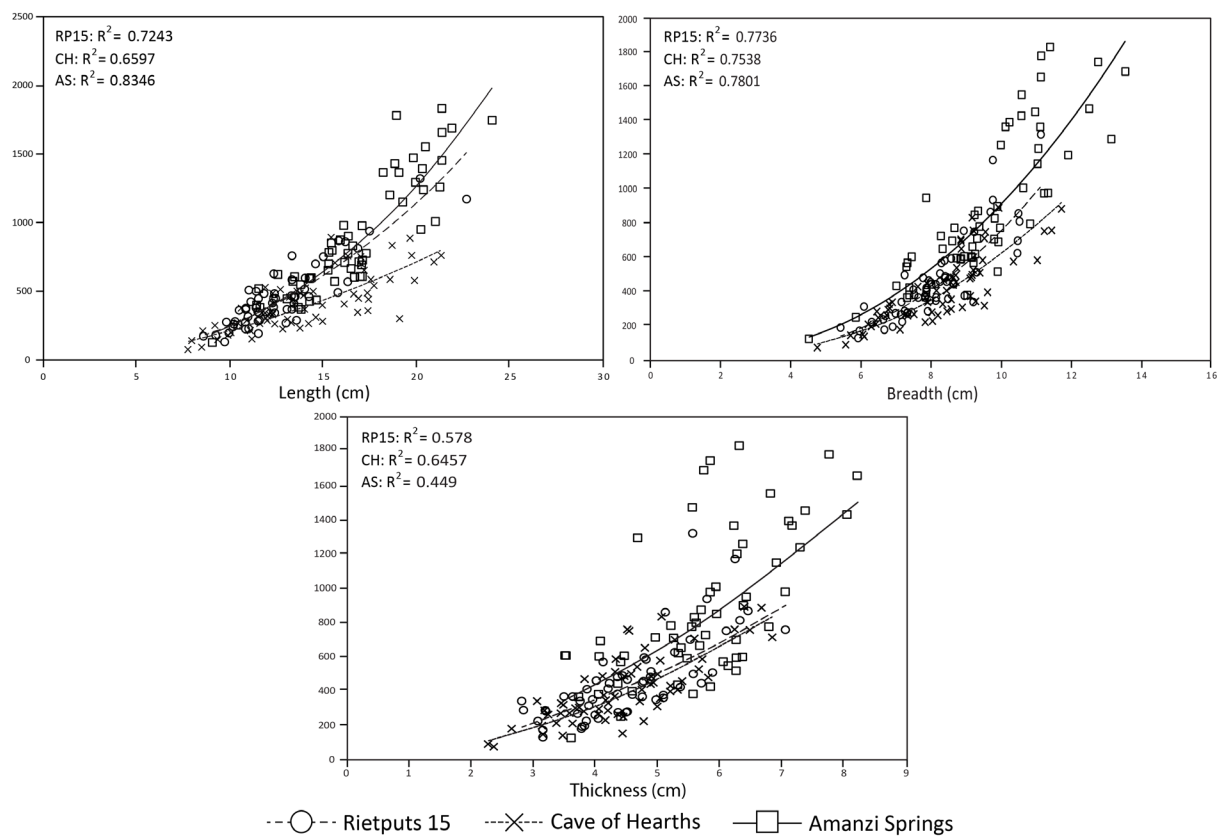 2500
2000
1500
1000
500
0
RP15: R² = 0.7243
CH: R² = 0.6597
AS: R² = 0.8346
0 5 10 15 20 25 30
Length (cm)
2000
1800
1600
1400
1200
1000
800
600
400
200
0
RP15: R² = 0.7736
CH: R² = 0.7538
AS: R² = 0.7801
0 2 4 6 8 10 12 14 16
Breadth (cm)
2000
1800
1600
1400
1200
1000
800
600
400
200
0
RP15: R² = 0.578
CH: R² = 0.6457
AS: R² = 0.449
0 1 2 3 4 5 6 7 8 9
Thickness (cm)
Rietputs 15 Cave of Hearths Amanzi Springs